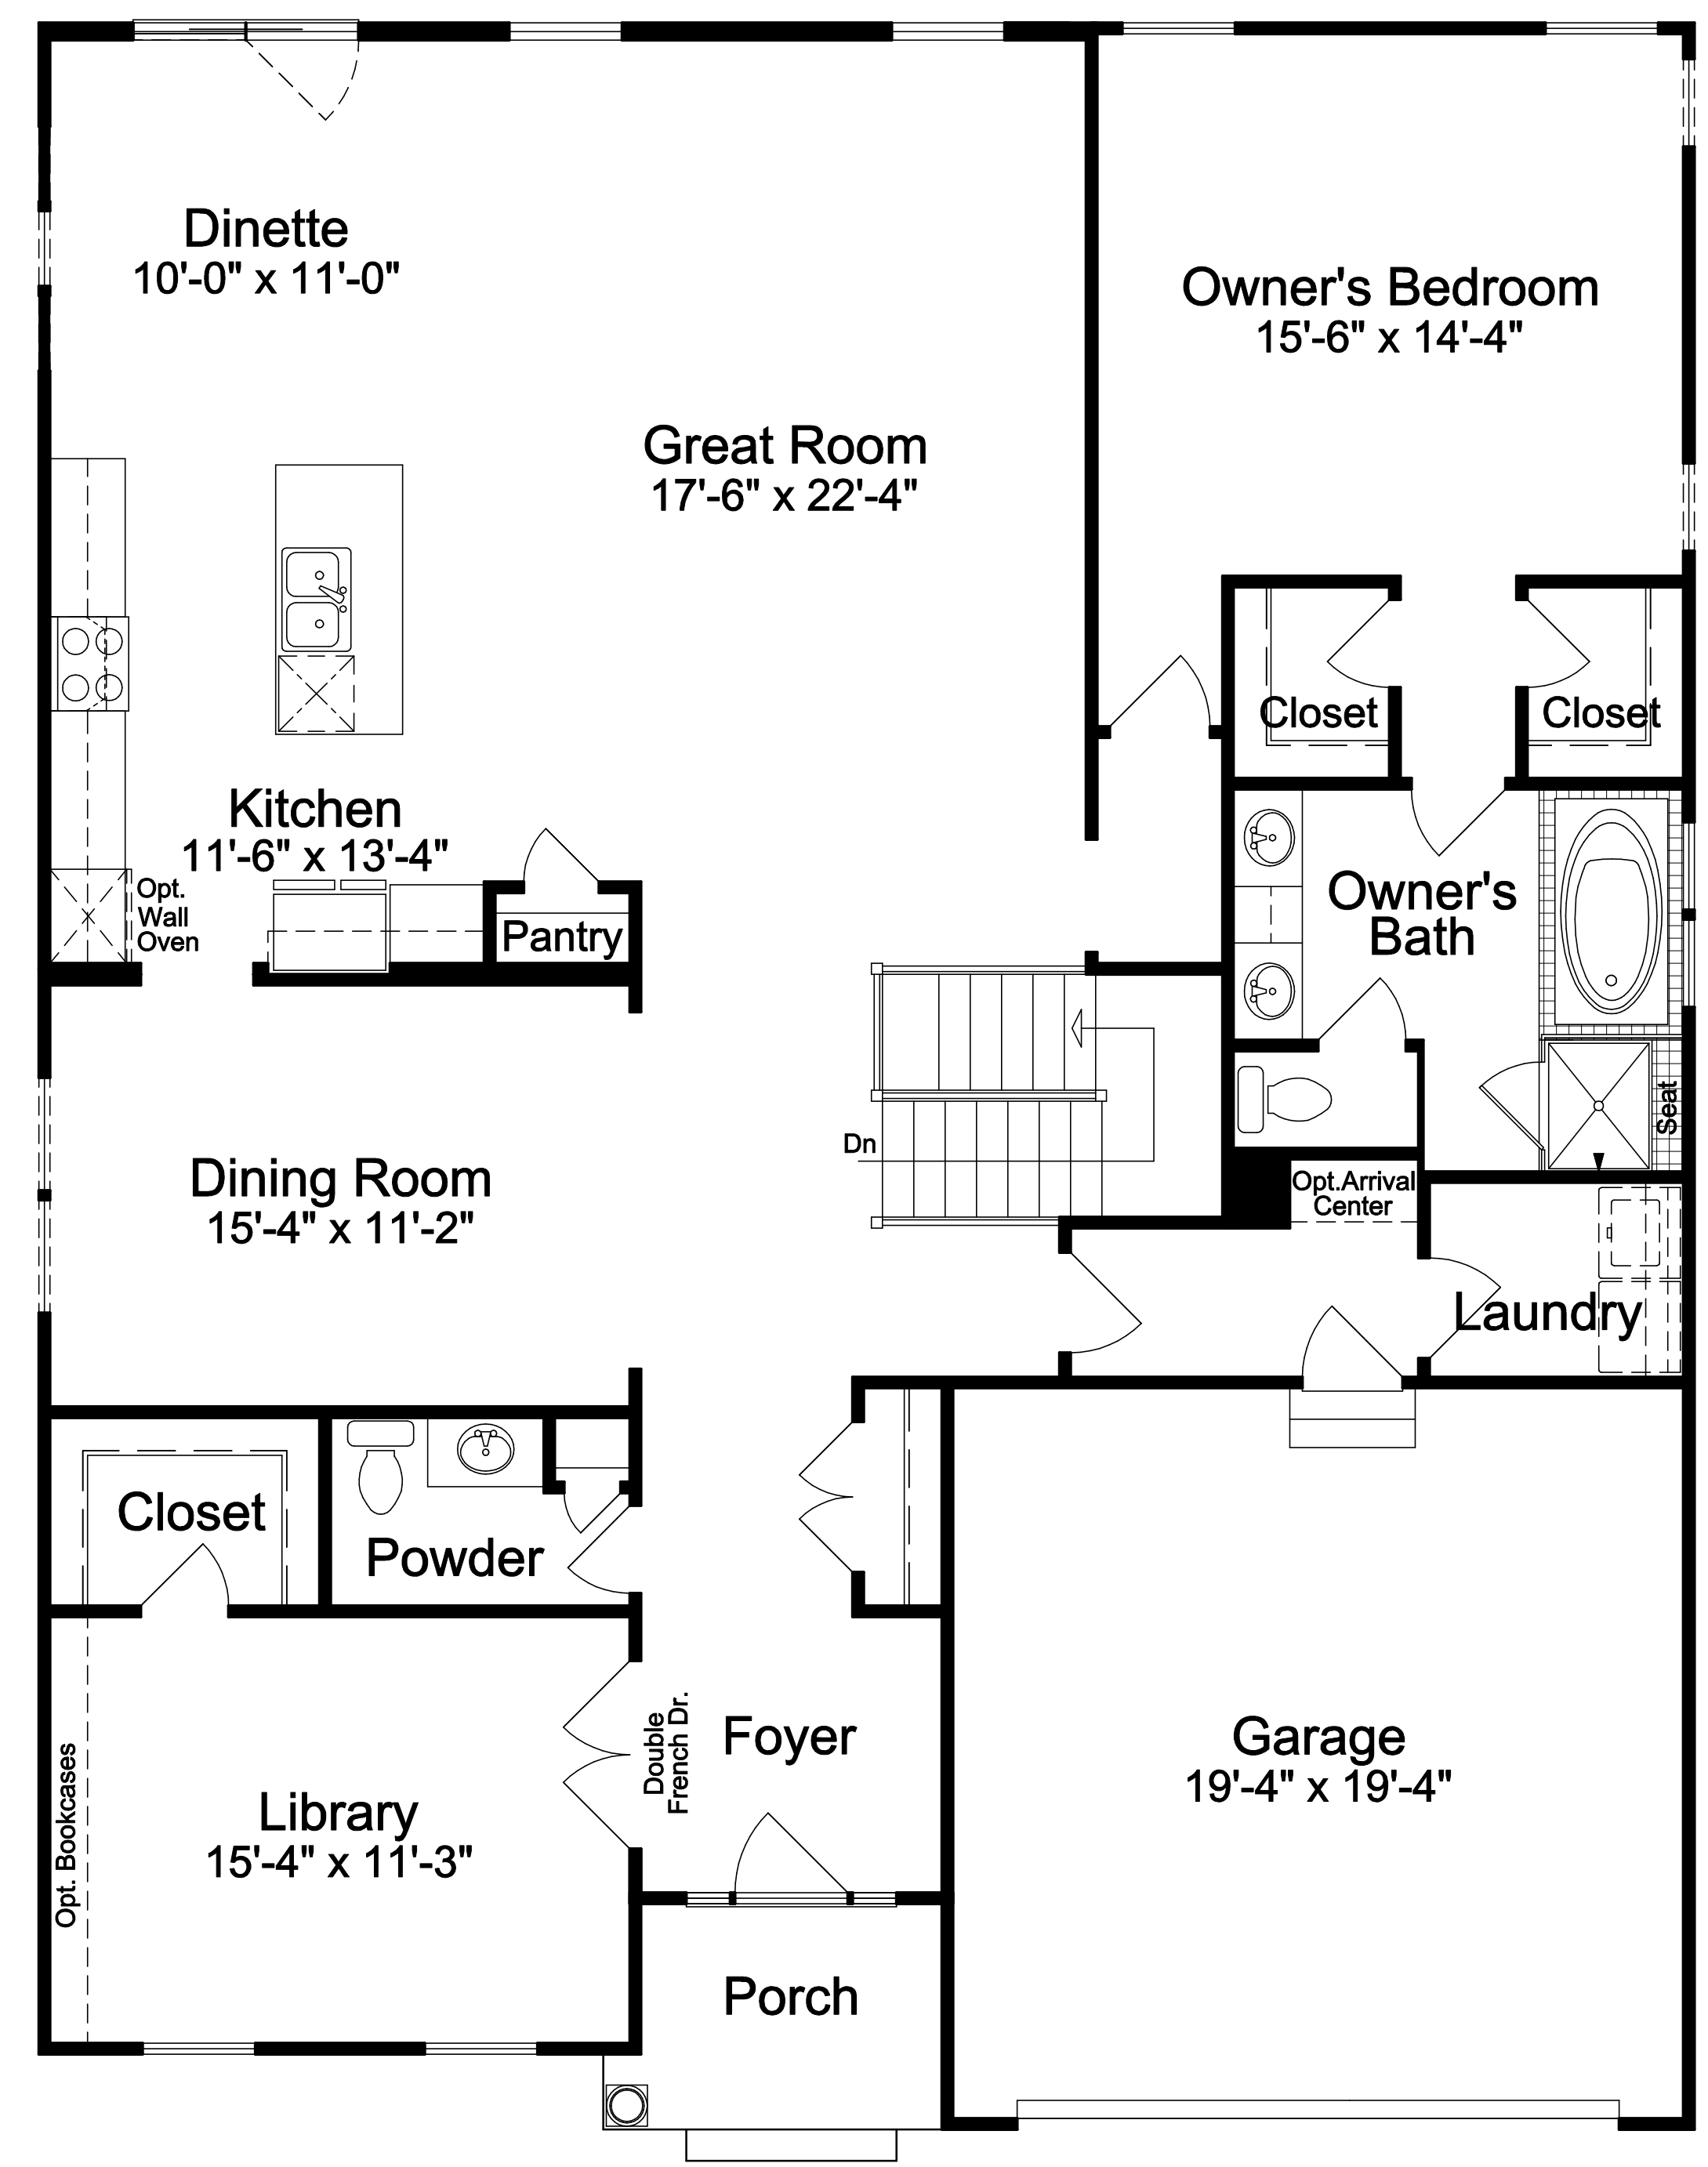 Dinette
10'-0" x 11'-0"
Owner's Bedroom
15'-6" x 14'-4"
Great Room
17'-6" x 22'-4"
Closet
Closet
Kitchen
11'-6" x 13'-4"
Opt.
Wall
Oven
Pantry
Owner's
Bath
Seat
Dn
Dining Room
15'-4" x 11'-2"
Opt.Arrival
Center
Laundry
Closet
Powder
Double
French Dr.
Foyer
Garage
19'-4" x 19'-4"
Opt. Bookcases
Library
15'-4" x 11'-3"
Porch